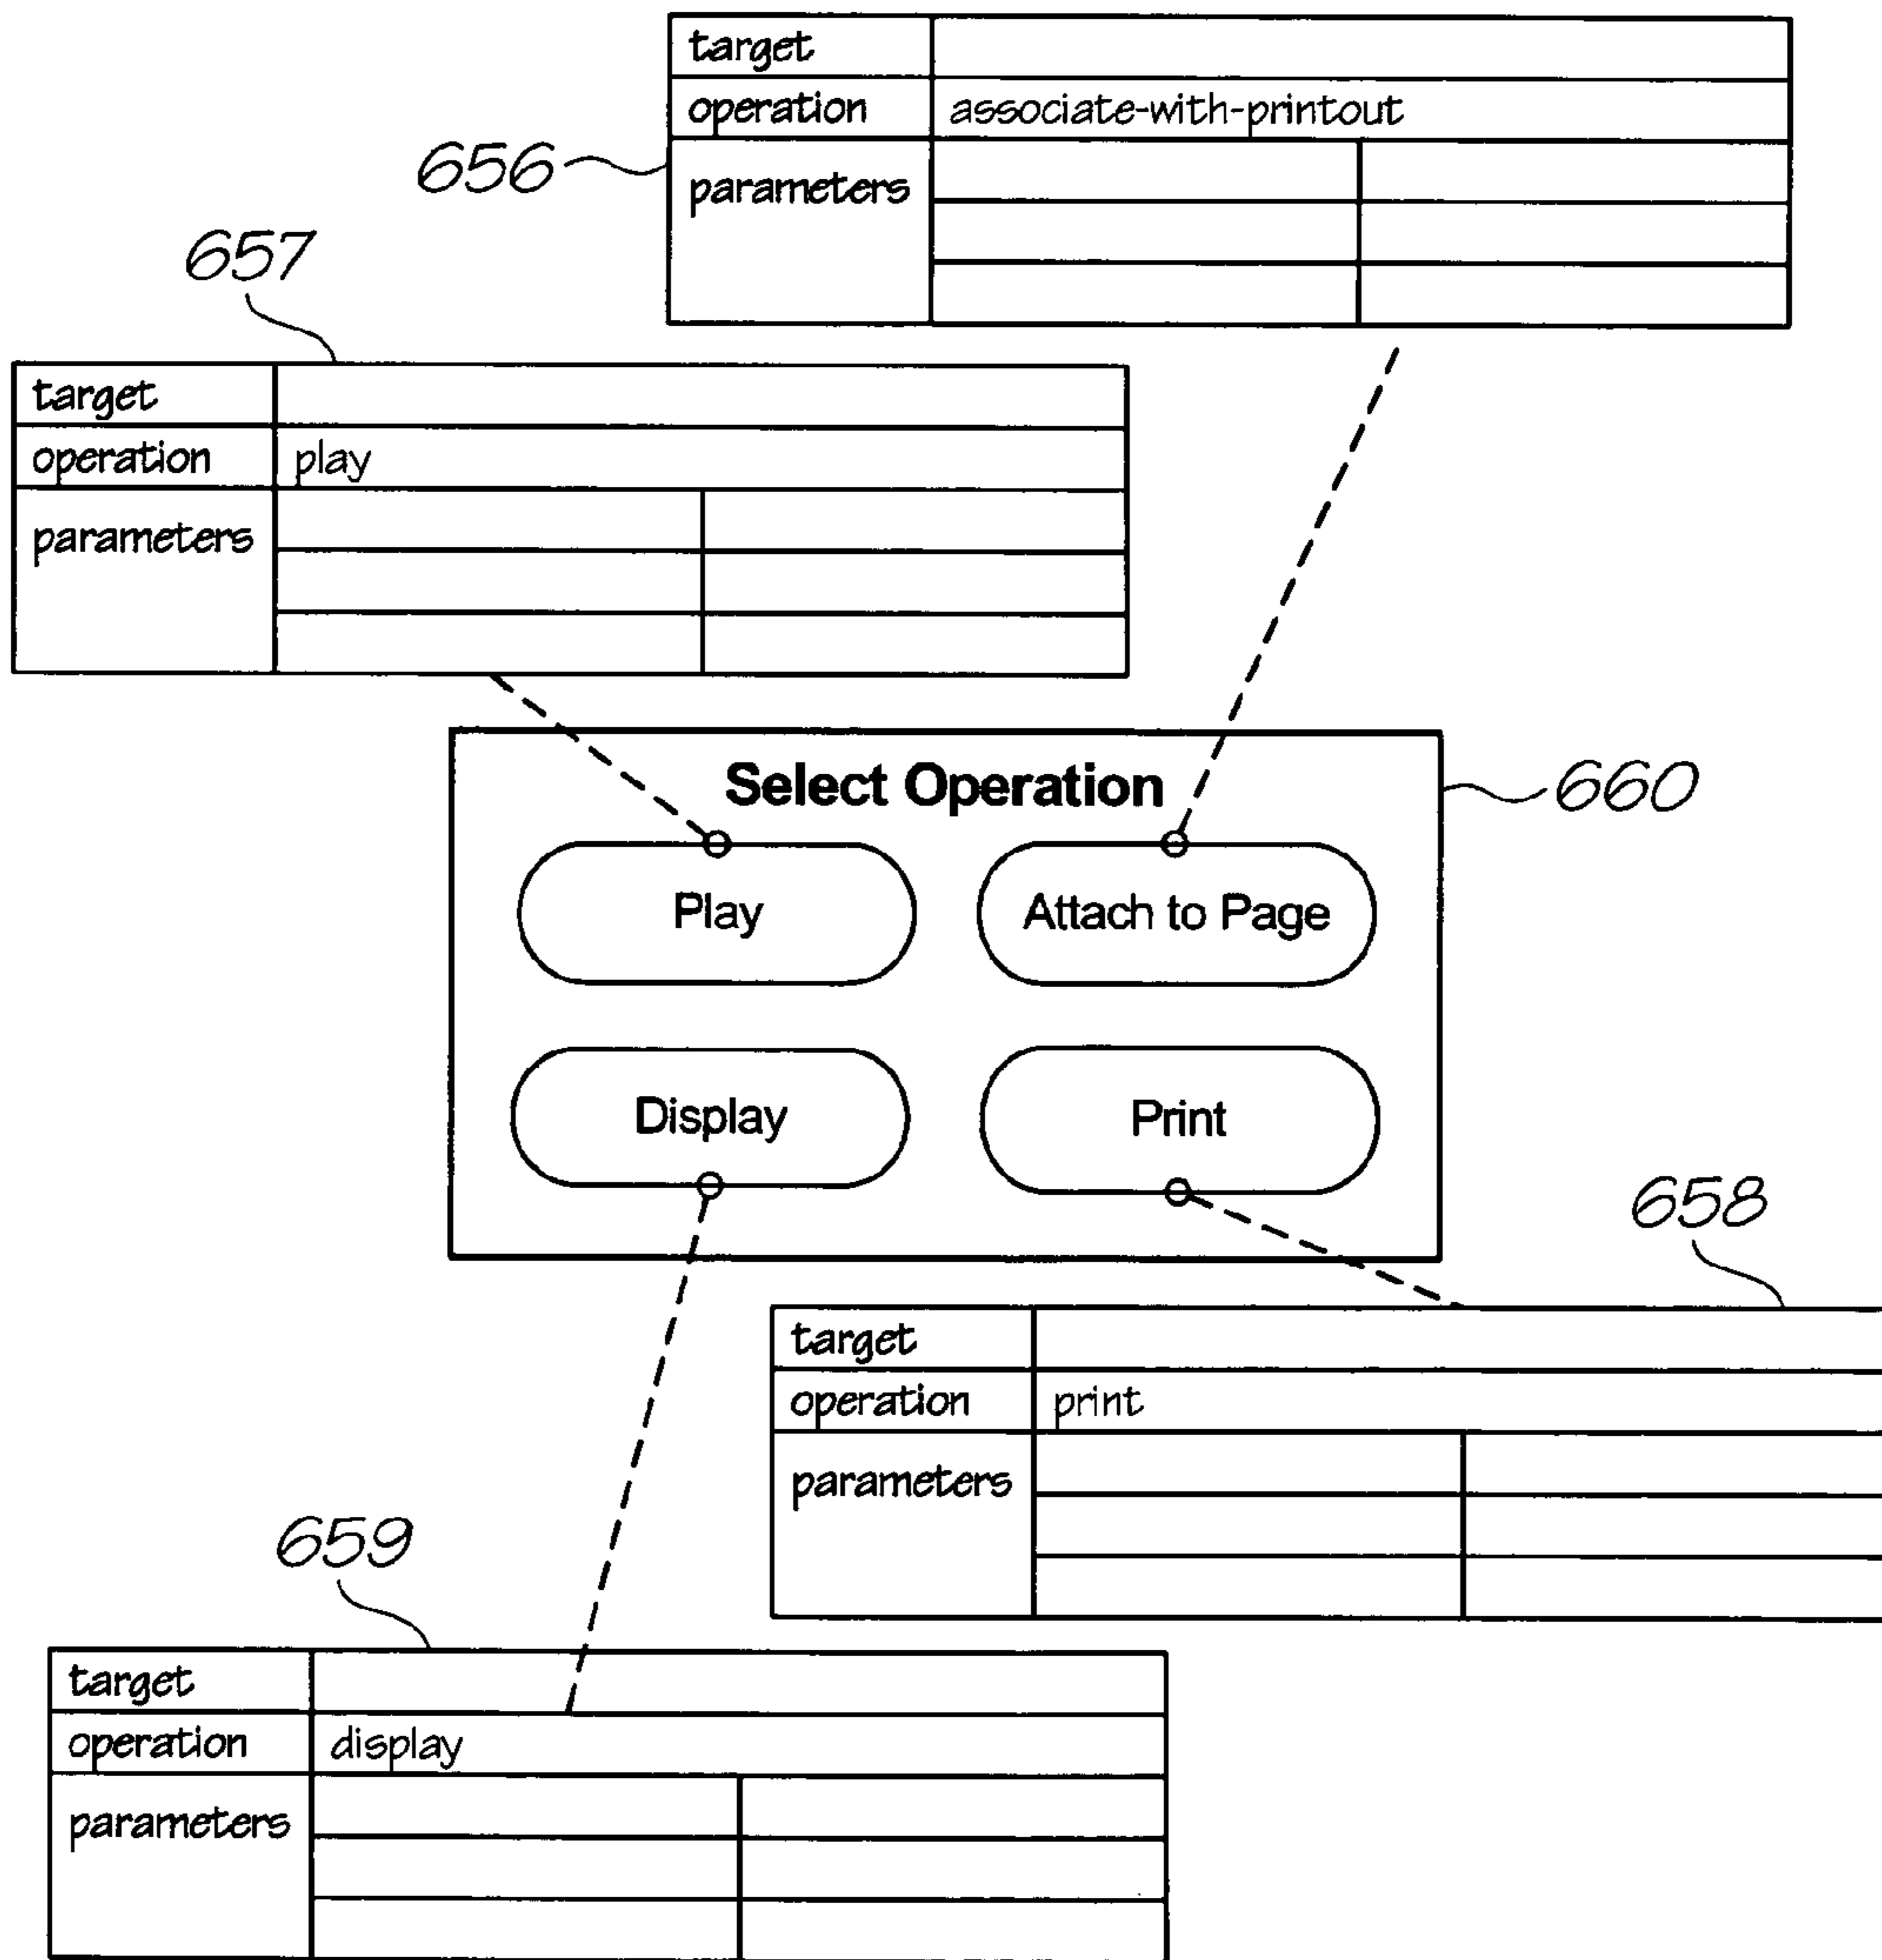 target
operation associate-with-printout
656
parameters
657
target
operation play
parameters
Select Operation
660
Play Attach to Page
Display Print
658
target
operation print
parameters
659
target
operation display
parameters